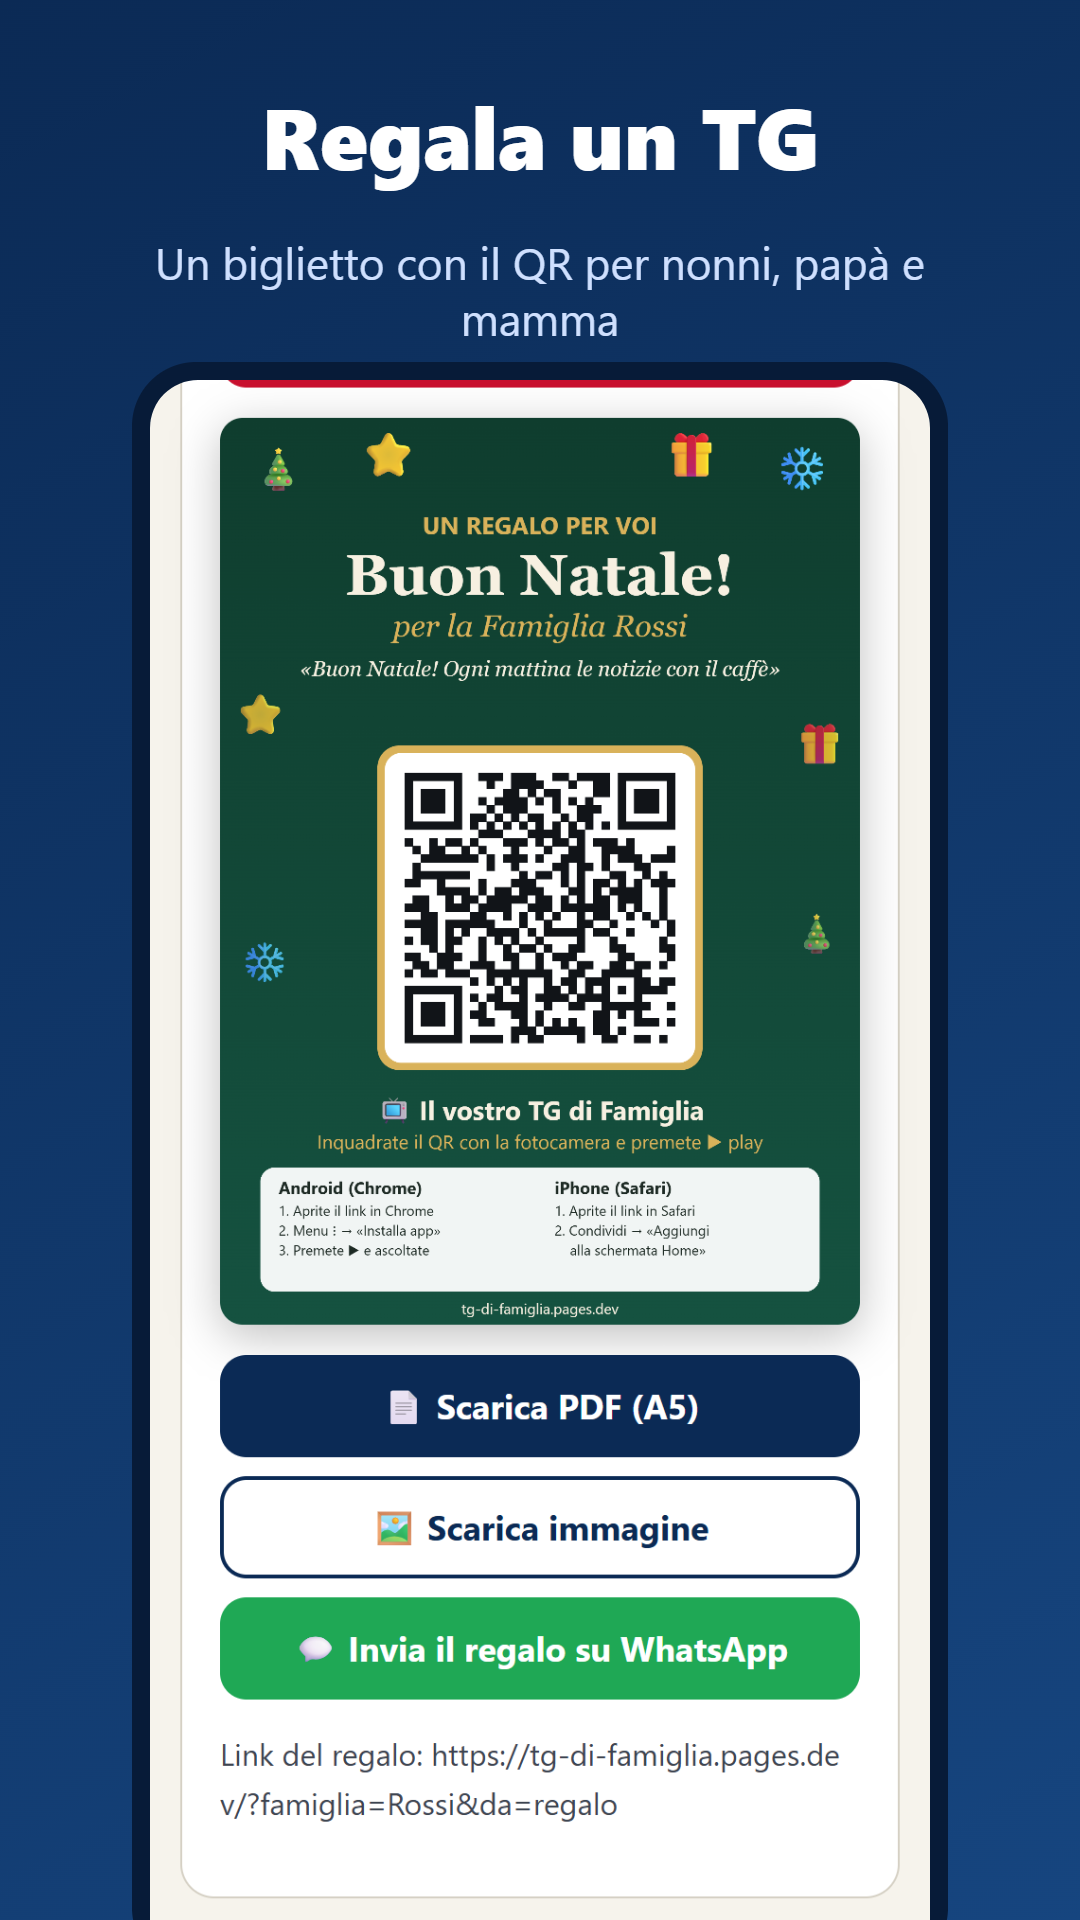 Regala un TG
Un biglietto con il QR per nonni, papà e
mamma
UN REGALO PER VOI
Buon Natale!
per la Famiglia Rossi
«Buon Natale! Ogni mattina le notizie con il caffè»
Il vostro TG di Famiglia
Inquadrate il QR con la fotocamera e premete ▶ play
Android (Chrome)
1. Aprite il link in Chrome
2. Menu ⋮ → «Installa app»
3. Premete ▶ e ascoltate
iPhone (Safari)
1. Aprite il link in Safari
2. Condividi → «Aggiungi
alla schermata Home»
tg-di-famiglia.pages.dev
Scarica PDF (A5)
Scarica immagine
Invia il regalo su WhatsApp
Link del regalo: https://tg-di-famiglia.pages.de
v/?famiglia=Rossi&da=regalo